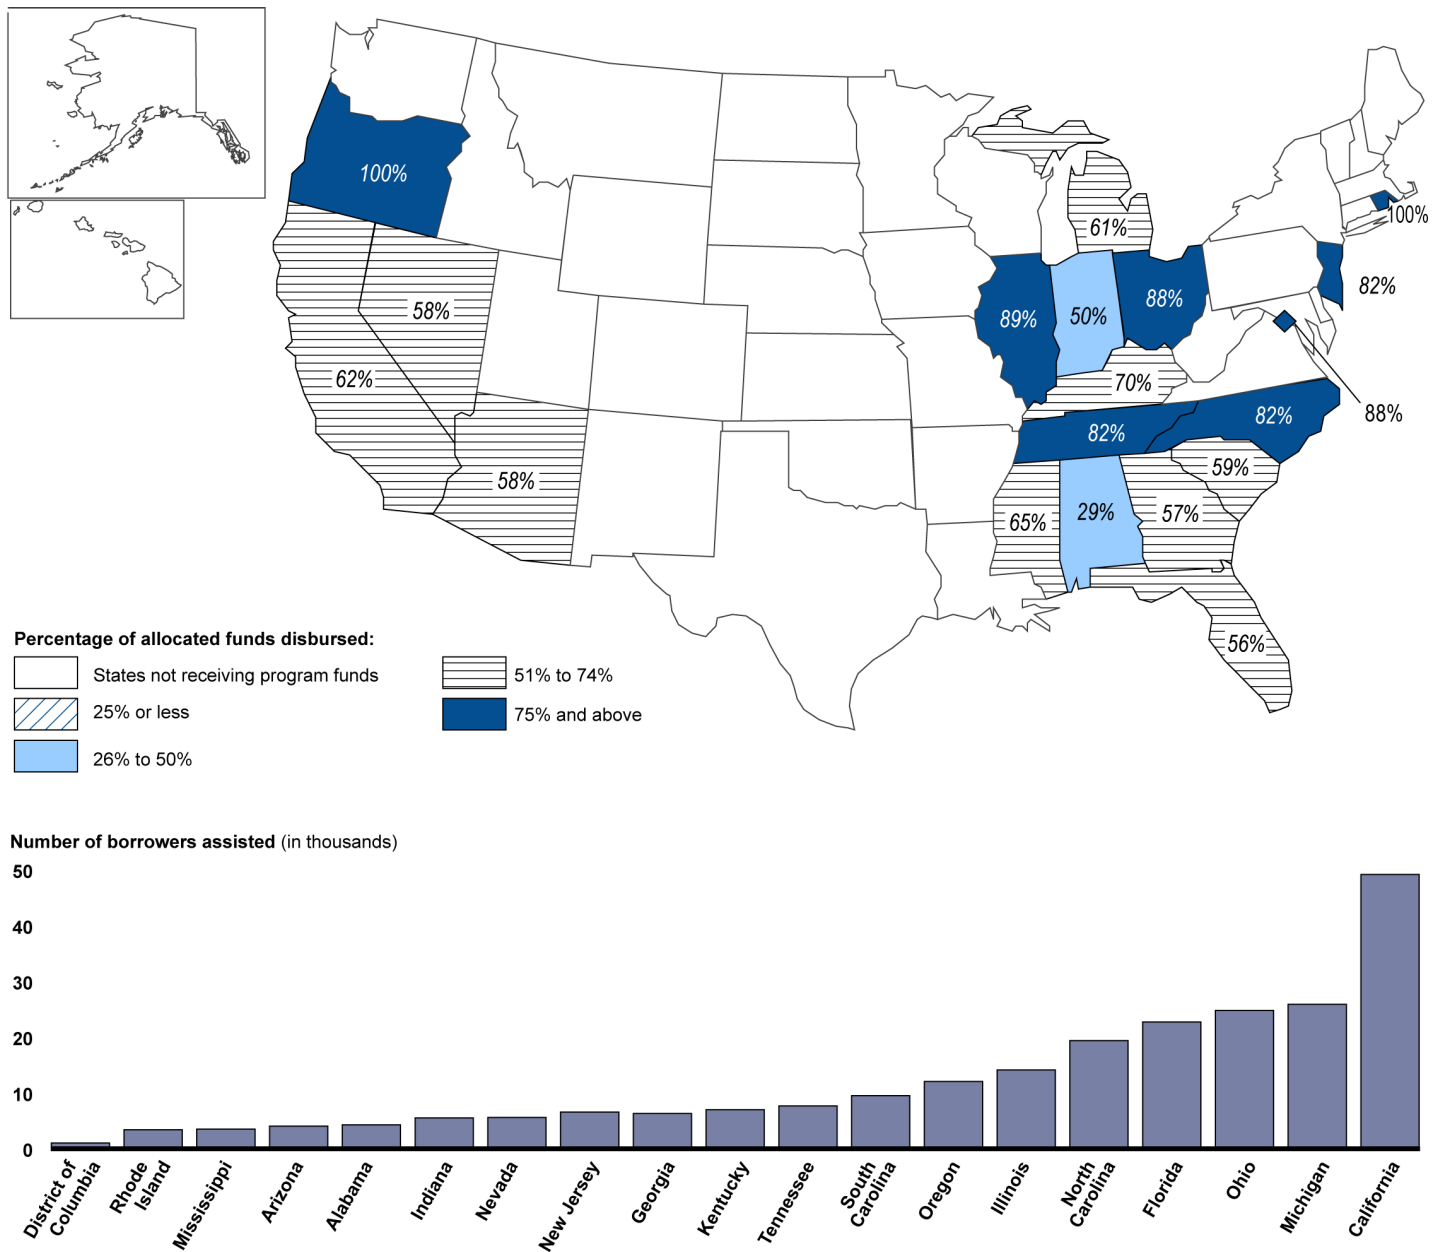 100%
61%
100%
82%
58%
89%
50%
88%
62%
70%
88%
82%
82%
58%
59%
65%
29%
57%
56%
Percentage of allocated funds disbursed:
States not receiving program funds
25% or less
26% to 50%
51% to 74%
75% and above
Number of borrowers assisted (in thousands)
50
40
30
20
10
0
District of
Columbia
Rhode
Island
Mississippi
Arizona
Alabama
Indiana
Nevada
New Jersey
Georgia
Kentucky
Tennessee
South
Carolina
Oregon
Illinois
North
Carolina
Florida
Ohio
Michigan
California